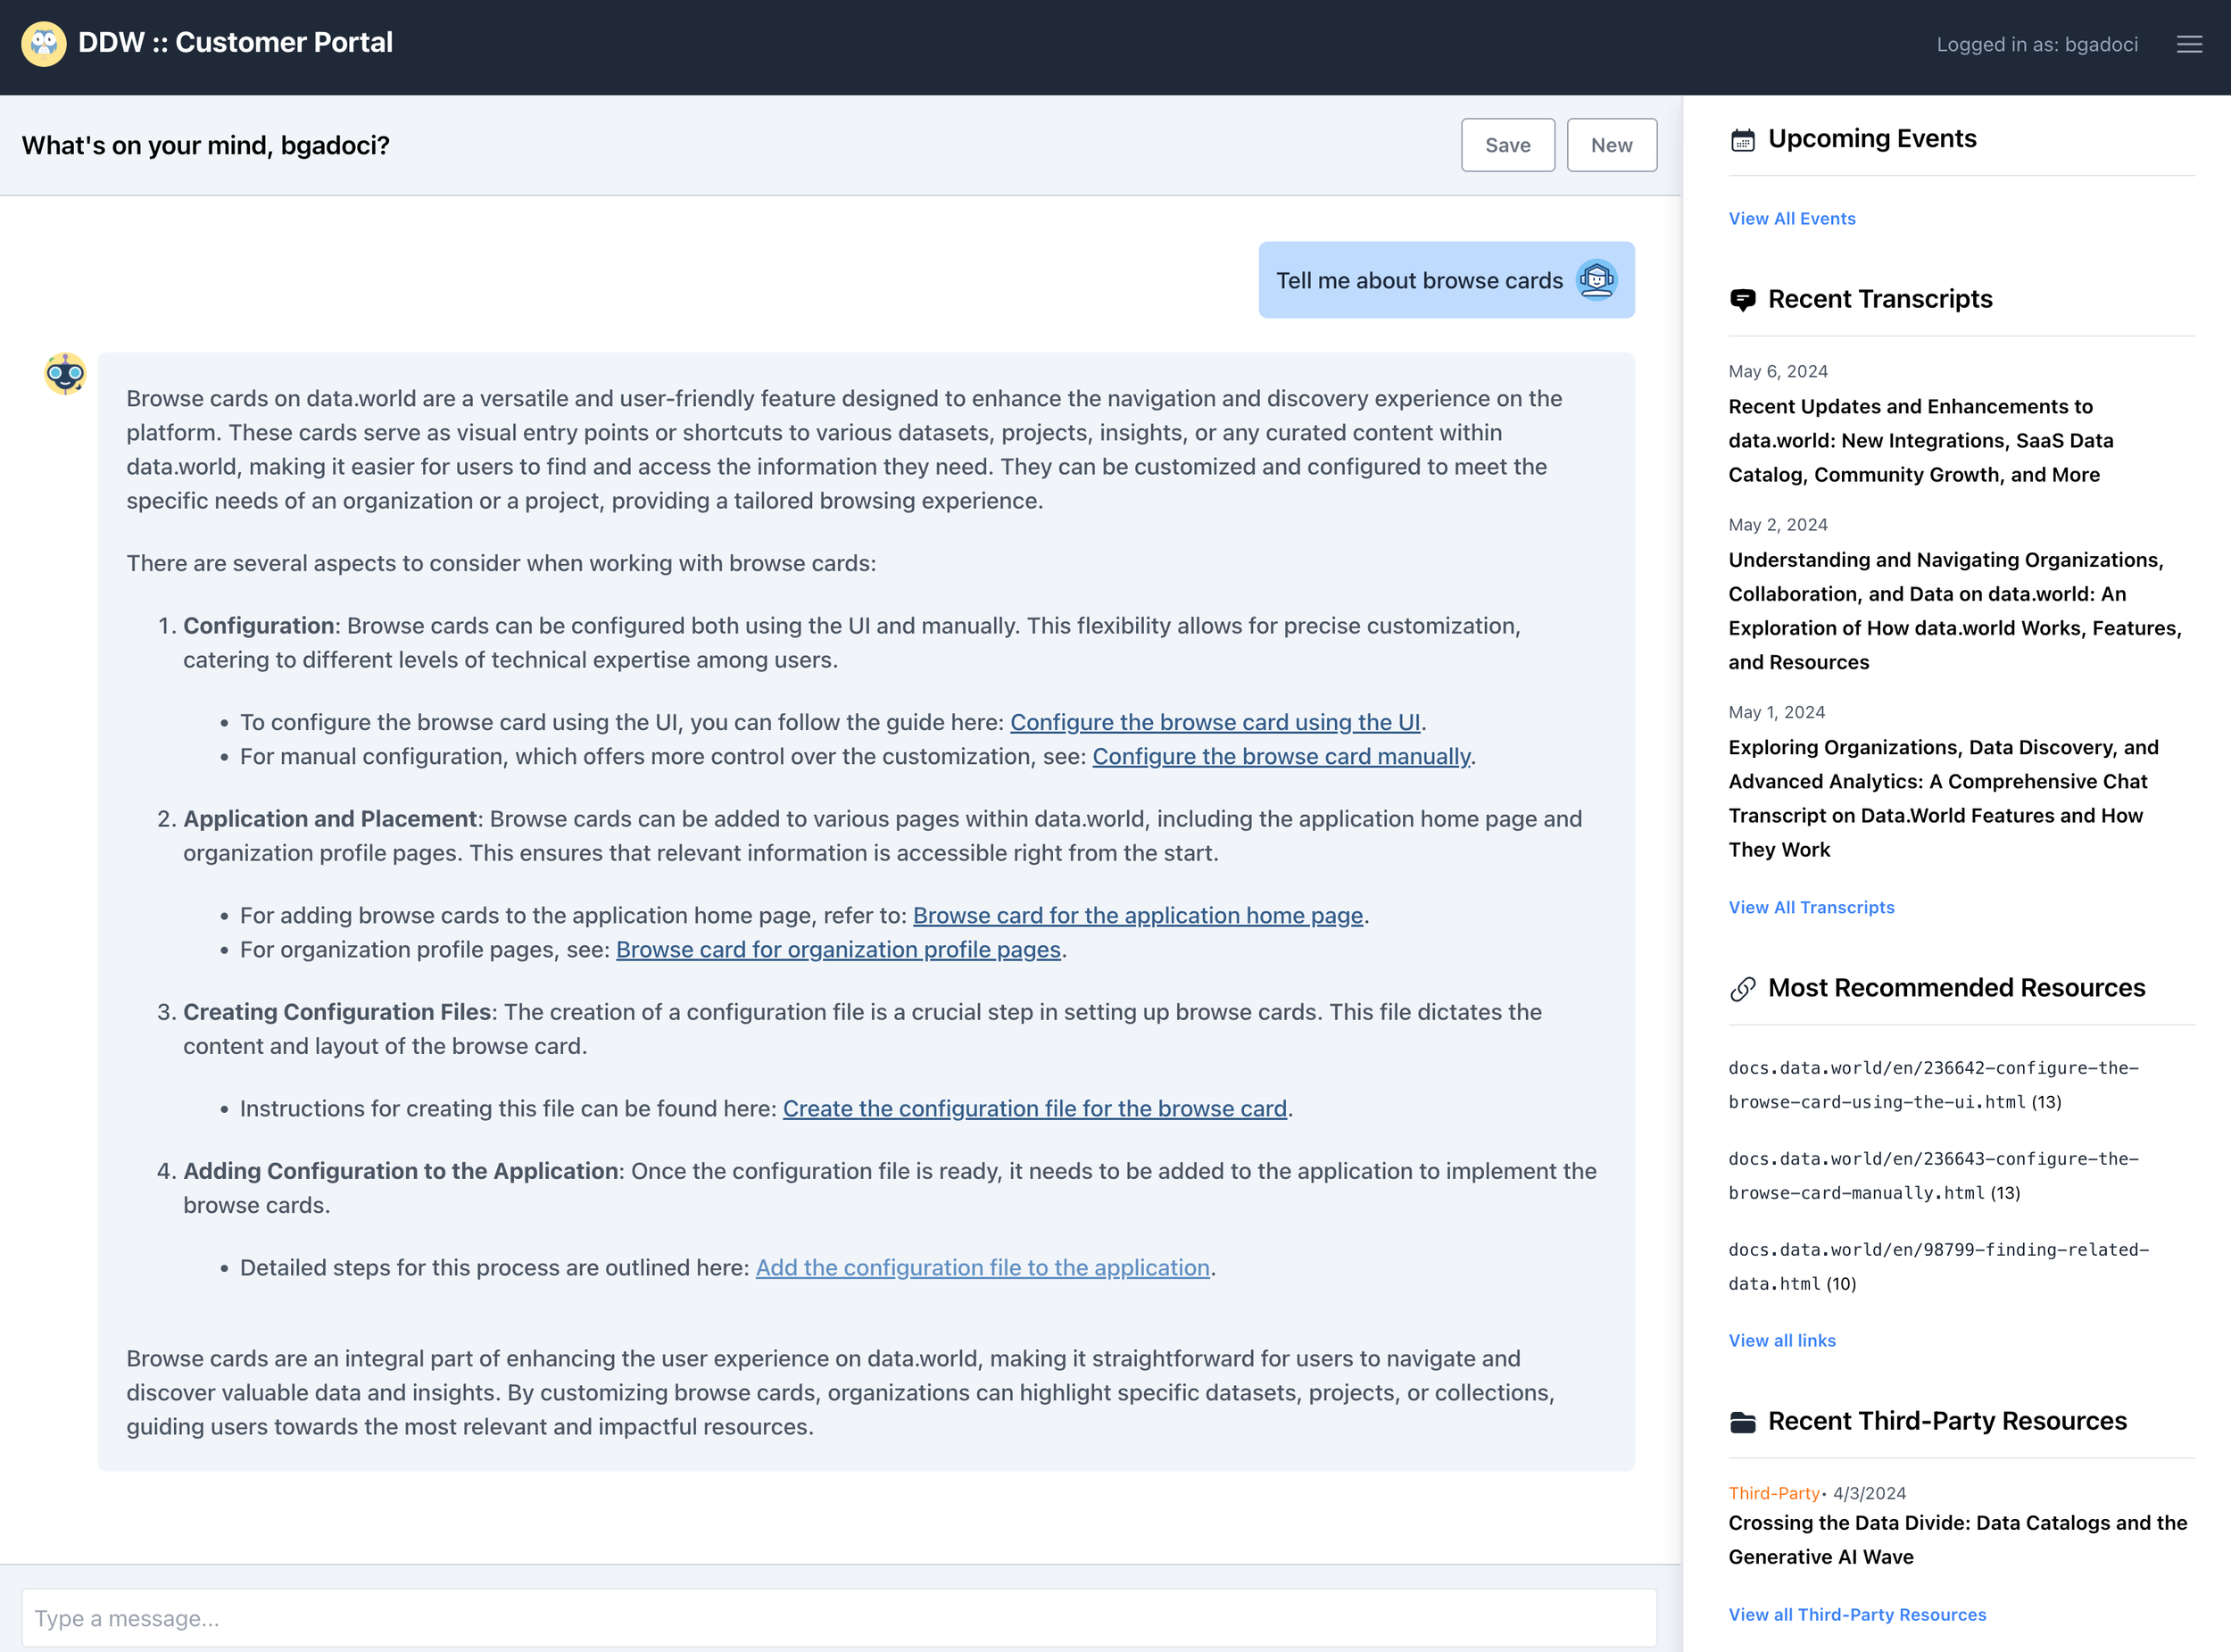 DDW :: Customer Portal
Logged in as: bgadoci
What's on your mind, bgadoci?
Save
New
Tell me about browse cards
Browse cards on data.world are a versatile and user-friendly feature designed to enhance the navigation and discovery experience on the
platform. These cards serve as visual entry points or shortcuts to various datasets, projects, insights, or any curated content within
data.world, making it easier for users to find and access the information they need. They can be customized and configured to meet the
specific needs of an organization or a project, providing a tailored browsing experience.
There are several aspects to consider when working with browse cards:
1. Configuration: Browse cards can be configured both using the UI and manually. This flexibility allows for precise customization,
catering to different levels of technical expertise among users.
• To configure the browse card using the UI, you can follow the guide here: Configure the browse card using the UI.
• For manual configuration, which offers more control over the customization, see: Configure the browse card manually.
2. Application and Placement: Browse cards can be added to various pages within data.world, including the application home page and
organization profile pages. This ensures that relevant information is accessible right from the start.
• For adding browse cards to the application home page, refer to: Browse card for the application home page.
• For organization profile pages, see: Browse card for organization profile pages.
3. Creating Configuration Files: The creation of a configuration file is a crucial step in setting up browse cards. This file dictates the
content and layout of the browse card.
• Instructions for creating this file can be found here: Create the configuration file for the browse card.
4. Adding Configuration to the Application: Once the configuration file is ready, it needs to be added to the application to implement the
browse cards.
• Detailed steps for this process are outlined here: Add the configuration file to the application.
Browse cards are an integral part of enhancing the user experience on data.world, making it straightforward for users to navigate and
discover valuable data and insights. By customizing browse cards, organizations can highlight specific datasets, projects, or collections,
guiding users towards the most relevant and impactful resources.
Type a message...
Upcoming Events
View All Events
Recent Transcripts
May 6, 2024
Recent Updates and Enhancements to
data.world: New Integrations, SaaS Data
Catalog, Community Growth, and More
May 2, 2024
Understanding and Navigating Organizations,
Collaboration, and Data on data.world: An
Exploration of How data.world Works, Features,
and Resources
May 1, 2024
Exploring Organizations, Data Discovery, and
Advanced Analytics: A Comprehensive Chat
Transcript on Data.World Features and How
They Work
View All Transcripts
Most Recommended Resources
docs.data.world/en/236642-configure-the-
browse-card-using-the-ui.html (13)
docs.data.world/en/236643-configure-the-
browse-card-manually.html (13)
docs.data.world/en/98799-finding-related-
data.html (10)
View all links
Recent Third-Party Resources
Third-Party• 4/3/2024
Crossing the Data Divide: Data Catalogs and the
Generative AI Wave
View all Third-Party Resources